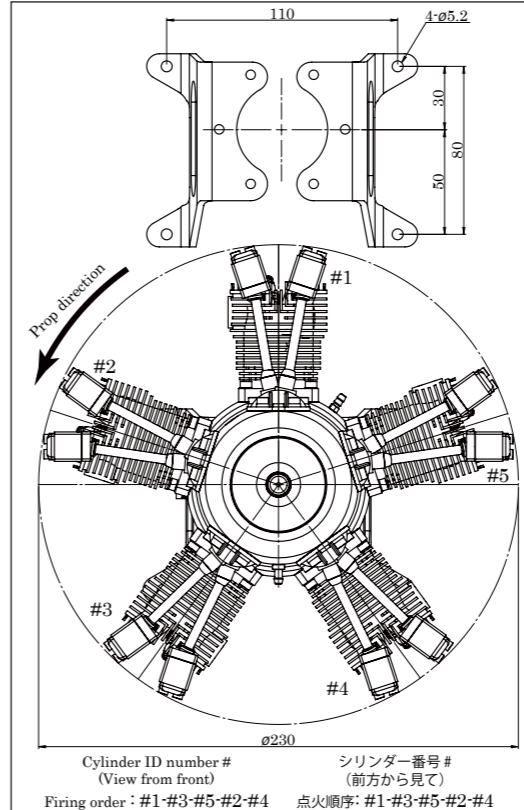 110
4-ø5.2
30
80
50
Prop direction
#1
#2
#5
#3
#4
ø230
Cylinder ID number #
(View from front)
Firing order : #1-#3-#5-#2-#4
シリンダー番号 #
(前方から見て)
点火順序: #1-#3-#5-#2-#4